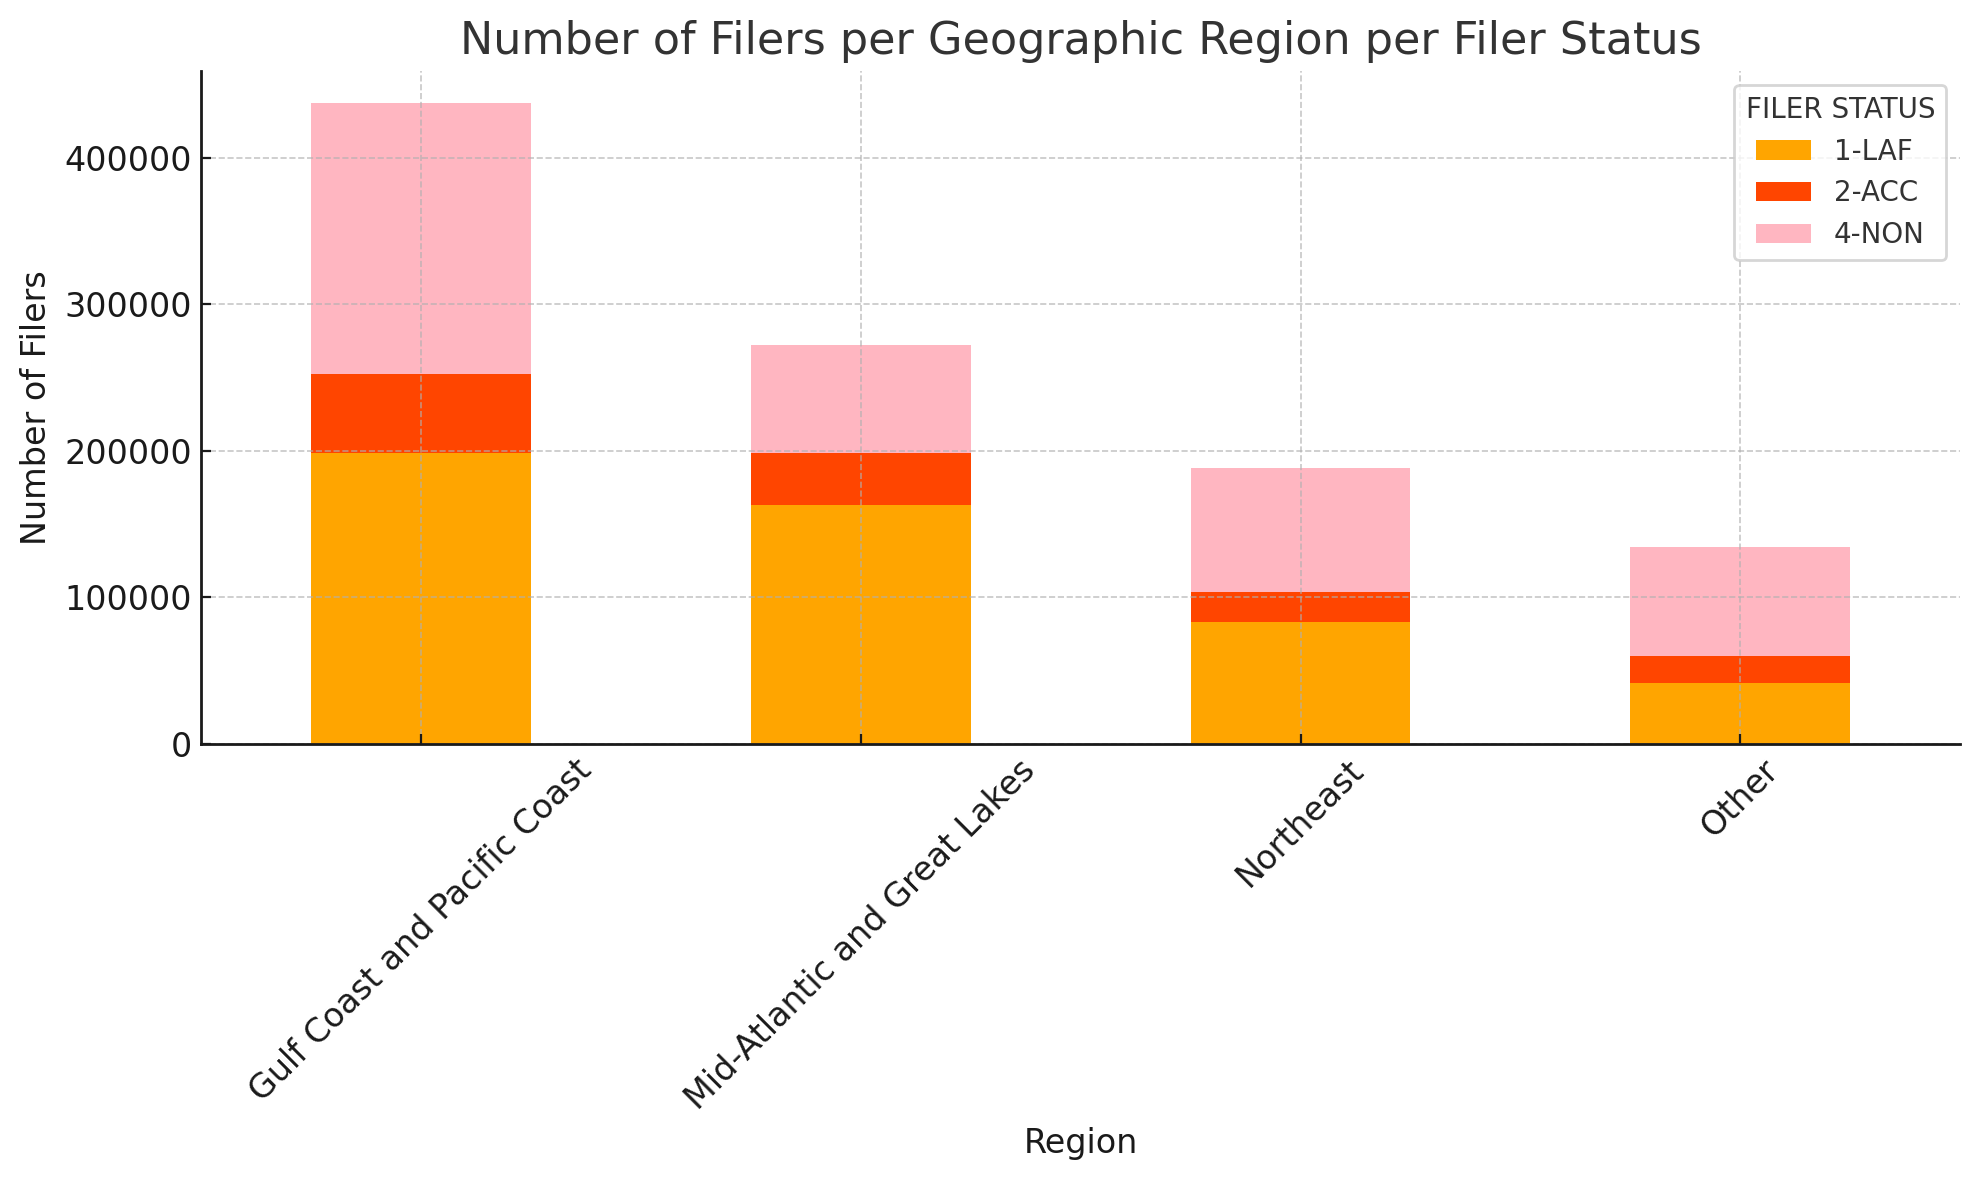 Number of Filers per Geographic Region per Filer Status
FILER STATUS
1-LAF
2-ACC
4-NON
Number of Filers
400000
300000
200000
100000
0
Gulf Coast and Pacific Coast
Mid-Atlantic and Great Lakes
Northeast
Other
Region